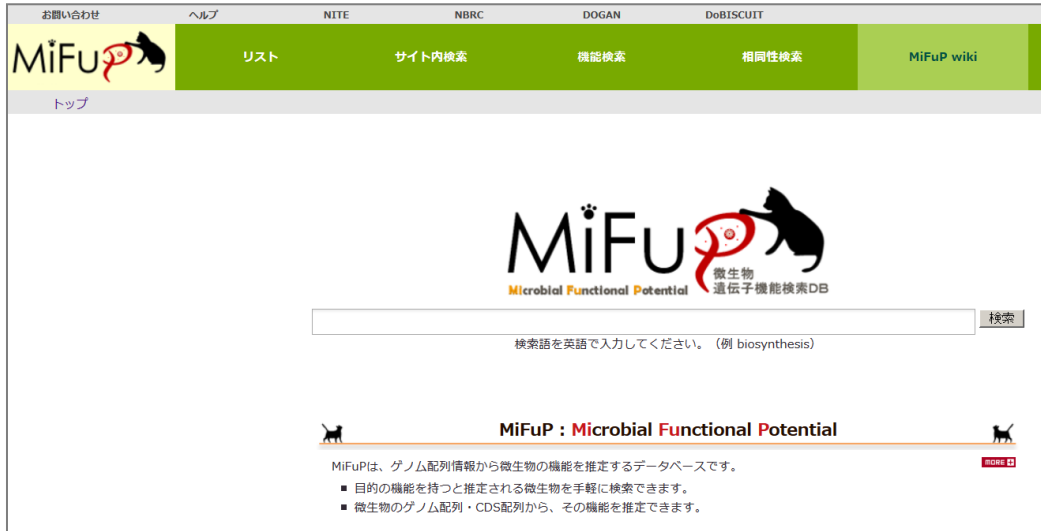 お問い合わせ ヘルプ NITE NBRC DOGAN DoBISCUIT
MiFuP リスト サイト内検索 機能検索 相同性検索 MiFuP wiki
トップ
MiFuP
微生物
Microbial Functional Potential 遺伝子機能検索DB
検索
検索語を英語で入力してください。（例 biosynthesis）
MiFuP : Microbial Functional Potential
MORE
MiFuPは、ゲノム配列情報から微生物の機能を推定するデータベースです。
■ 目的の機能を持つと推定される微生物を手軽に検索できます。
■ 微生物のゲノム配列・CDS配列から、その機能を推定できます。